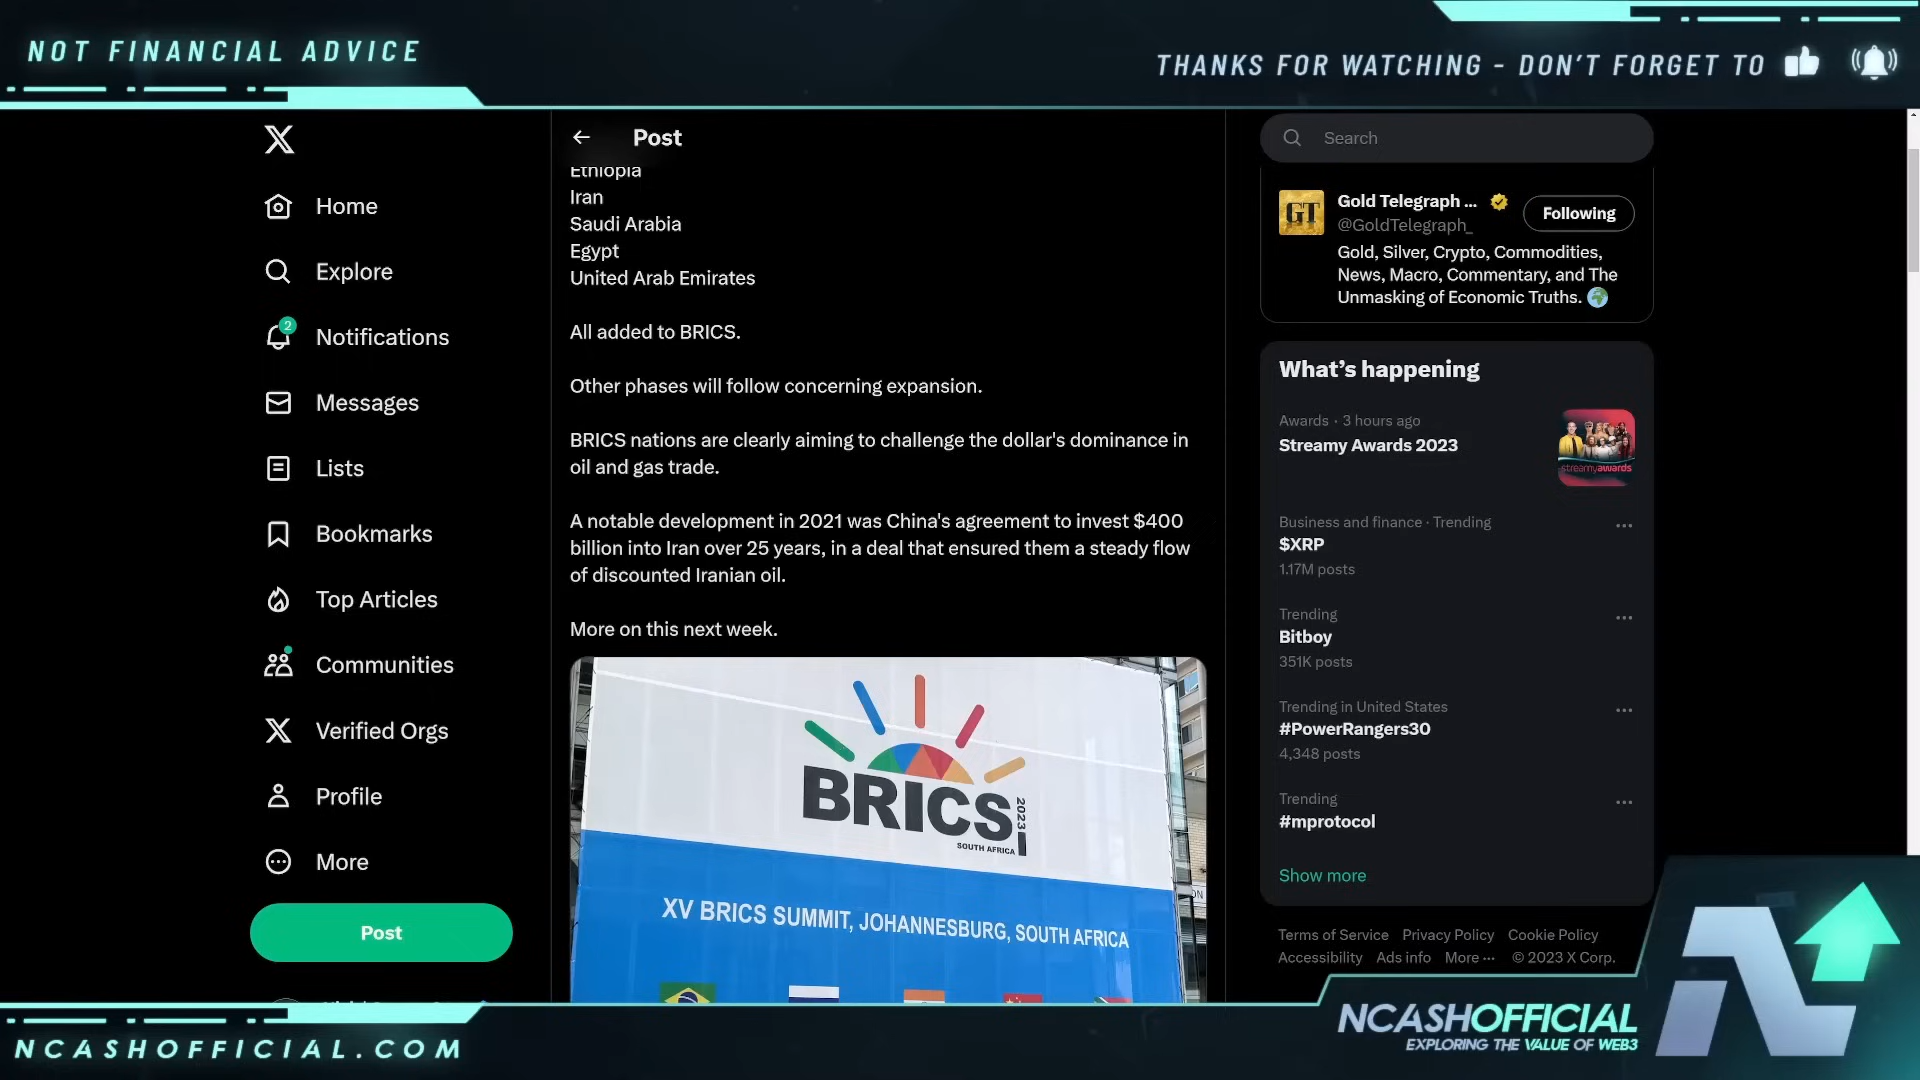 NOT FINANCIAL ADVICE
THANKS FOR WATCHING - DON'T FORGET TO
Home
Explore
2
Notifications
Messages
Lists
Bookmarks
Top Articles
Communities
Verified Orgs
Profile
More
Post
Post
Ethiopia
Iran
Saudi Arabia
Egypt
United Arab Emirates
All added to BRICS.
Other phases will follow concerning expansion.
BRICS nations are clearly aiming to challenge the dollar's dominance in
oil and gas trade.
A notable development in 2021 was China's agreement to invest $400
billion into Iran over 25 years, in a deal that ensured them a steady flow
of discounted Iranian oil.
More on this next week.
BRICS
2023
SOUTH AFRICA
XV BRICS SUMMIT, JOHANNESBURG, SOUTH AFRICA
Search
GT
Gold Telegraph ...
@GoldTelegraph_
Following
Gold, Silver, Crypto, Commodities,
News, Macro, Commentary, and The
Unmasking of Economic Truths.
What's happening
Awards · 3 hours ago
Streamy Awards 2023
streamyawards
Business and finance · Trending
$XRP
1.17M posts
Trending
Bitboy
351K posts
Trending in United States
#PowerRangers30
4,348 posts
Trending
#mprotocol
Show more
Terms of Service Privacy Policy Cookie Policy
Accessibility Ads info More ··· © 2023 X Corp.
NCASHOFFICIAL.COM
NCASHOFFICIAL
EXPLORING THE VALUE OF WEB3